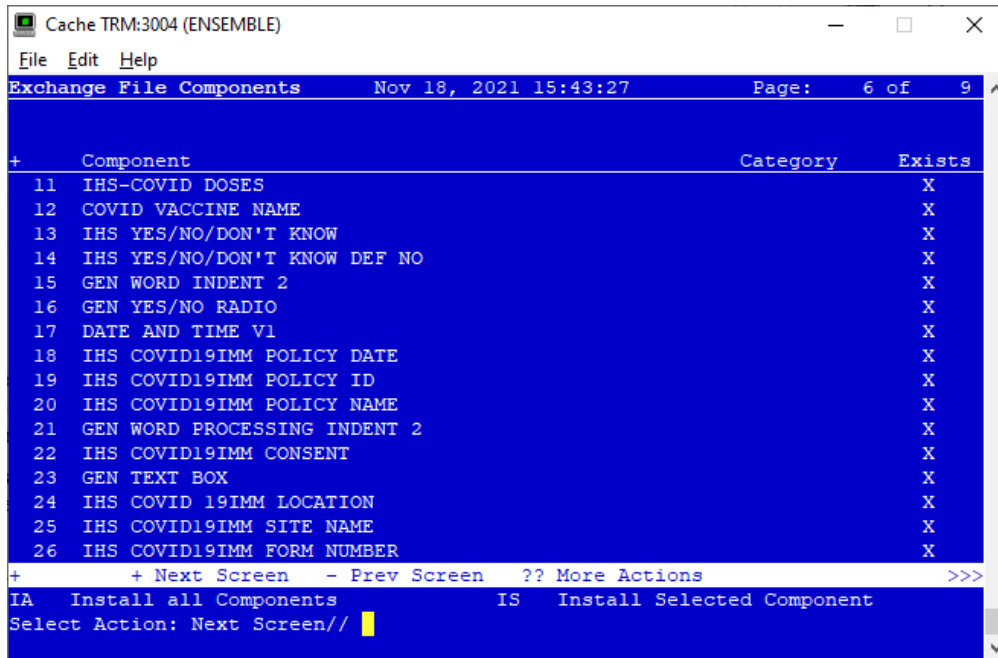 Cache TRM:3004 (ENSEMBLE)
File Edit Help
Exchange File Components Nov 18, 2021 15:43:27 Page: 6 of 9
+ Component Category Exists
11 IHS-COVID DOSES X
12 COVID VACCINE NAME X
13 IHS YES/NO/DON'T KNOW X
14 IHS YES/NO/DON'T KNOW DEF NO X
15 GEN WORD INDENT 2 X
16 GEN YES/NO RADIO X
17 DATE AND TIME V1 X
18 IHS COVID19IMM POLICY DATE X
19 IHS COVID19IMM POLICY ID X
20 IHS COVID19IMM POLICY NAME X
21 GEN WORD PROCESSING INDENT 2 X
22 IHS COVID19IMM CONSENT X
23 GEN TEXT BOX X
24 IHS COVID 19IMM LOCATION X
25 IHS COVID19IMM SITE NAME X
26 IHS COVID19IMM FORM NUMBER X
+ + Next Screen - Prev Screen ?? More Actions >>>
IA Install all Components IS Install Selected Component
Select Action: Next Screen//